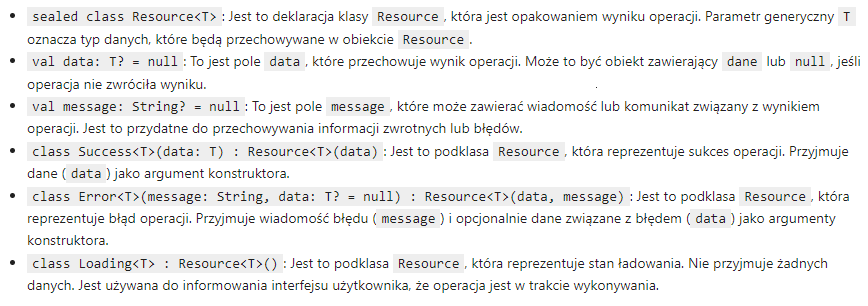 sealed class Resource<T> : Jest to deklaracja klasy Resource , która jest opakowaniem wyniku operacji. Parametr generyczny T
oznacza typ danych, które będą przechowywane w obiekcie Resource .
val data: T? = null : To jest pole data , które przechowuje wynik operacji. Może to być obiekt zawierający dane lub null , jeśli
operacja nie zwróciła wyniku.
val message: String? = null : To jest pole message , które może zawierać wiadomość lub komunikat związany z wynikiem
operacji. Jest to przydatne do przechowywania informacji zwrotnych lub błędów.
class Success<T>(data: T) : Resource<T>(data) : Jest to podklasa Resource , która reprezentuje sukces operacji. Przyjmuje
dane ( data ) jako argument konstruktora.
class Error<T>(message: String, data: T? = null) : Resource<T>(data, message) : Jest to podklasa Resource , która
reprezentuje błąd operacji. Przyjmuje wiadomość błędu ( message ) i opcjonalnie dane związane z błędem ( data ) jako argumenty
konstruktora.
class Loading<T> : Resource<T>() : Jest to podklasa Resource , która reprezentuje stan ładowania. Nie przyjmuje żadnych
danych. Jest używana do informowania interfejsu użytkownika, że operacja jest w trakcie wykonywania.